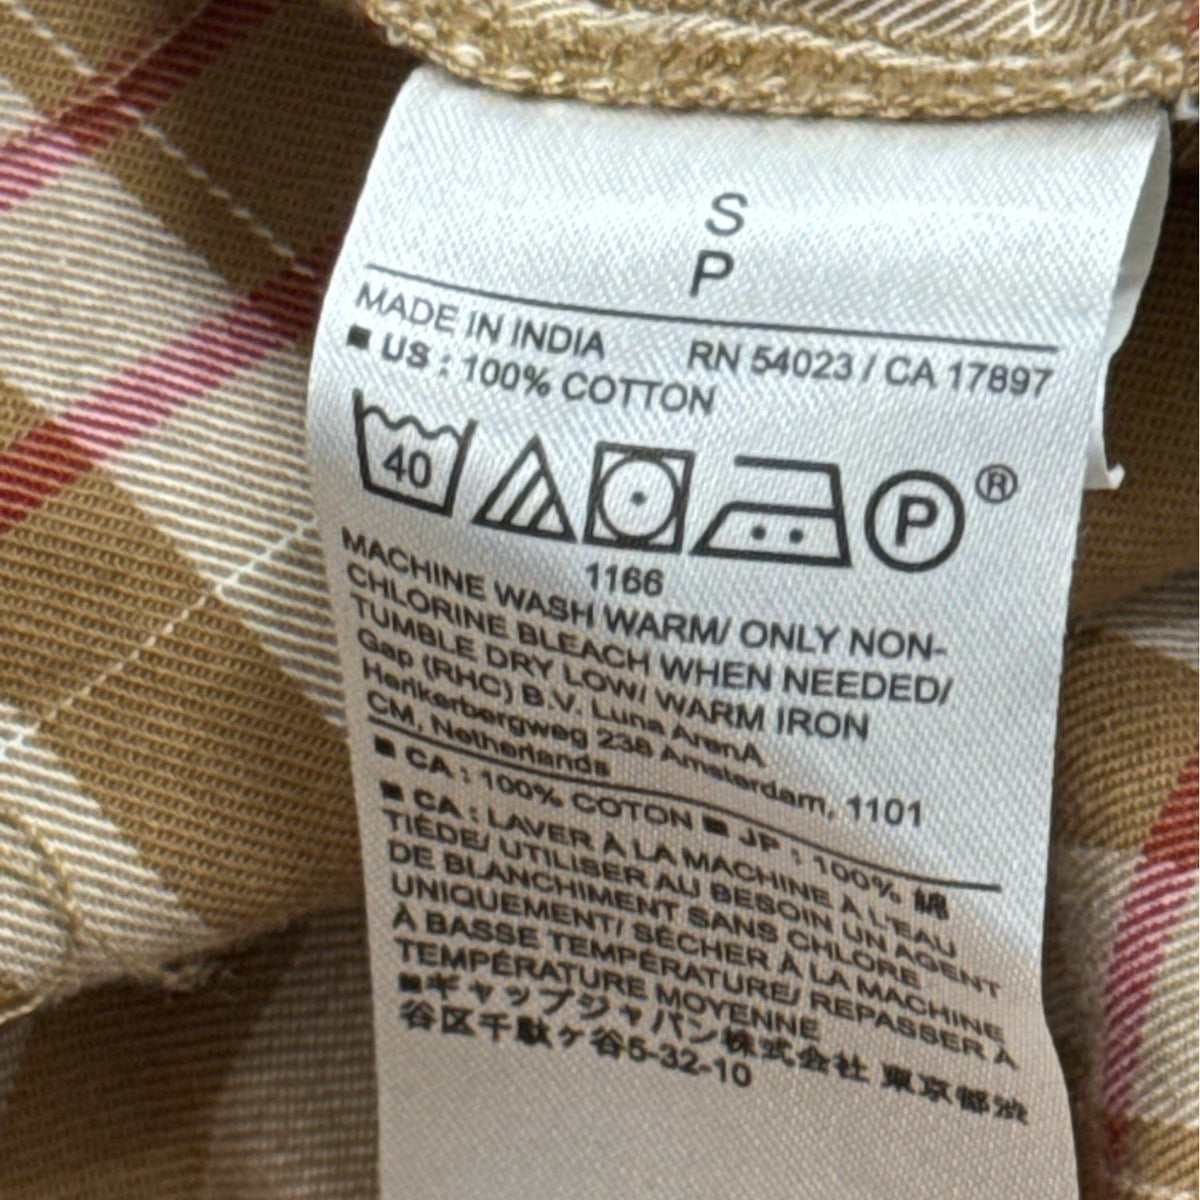 S
P
MADE IN INDIA RN 54023 / CA 17897
■ US : 100% COTTON
40 P ®
1166
MACHINE WASH WARM/ ONLY NON-
CHLORINE BLEACH WHEN NEEDED/
TUMBLE DRY LOW/ WARM IRON
Gap (RHC) B.V. Luna ArenA
Herikerbergweg 238 Amsterdam, 1101
CM, Netherlands
■ CA : 100% COTON ■ JP : 100% 綿
■ CA : LAVER À LA MACHINE À L'EAU
TIÈDE/ UTILISER AU BESOIN UN AGENT
DE BLANCHIMENT SANS CHLORE
UNIQUEMENT/ SÉCHER À LA MACHINE
À BASSE TEMPÉRATURE/ REPASSER À
TEMPÉRATURE MOYENNE
■ギャップジャパン株式会社 東京都渋
谷区千駄ヶ谷5-32-10